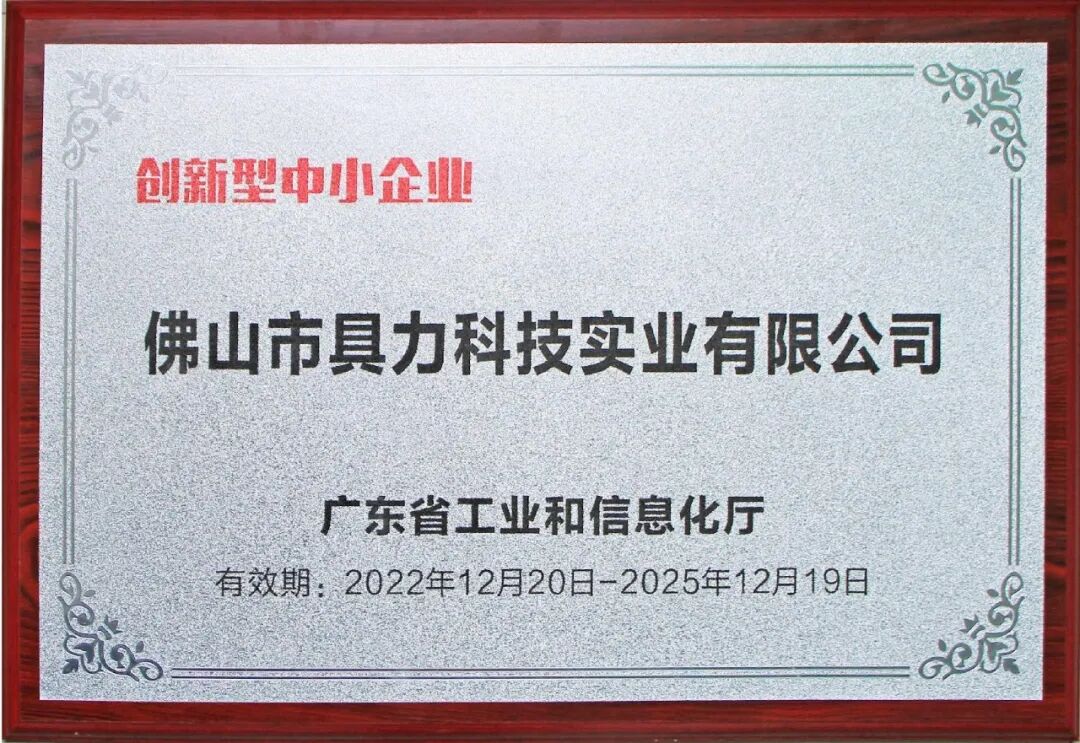 创新型中小企业
佛山市具力科技实业有限公司
广东省工业和信息化厅
有效期：2022年12月20日-2025年12月19日